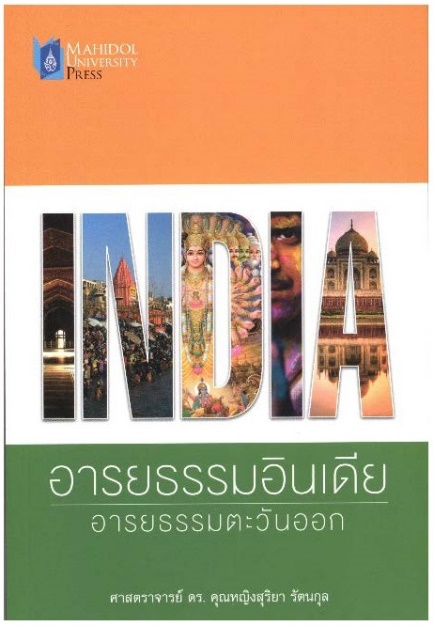 MAHIDOL
UNIVERSITY
PRESS
INDIA
อารยธรรมอินเดีย
อารยธรรมตะวันออก
ศาสตราจารย์ ดร. คุณหญิงสุริยา รัตนกุล